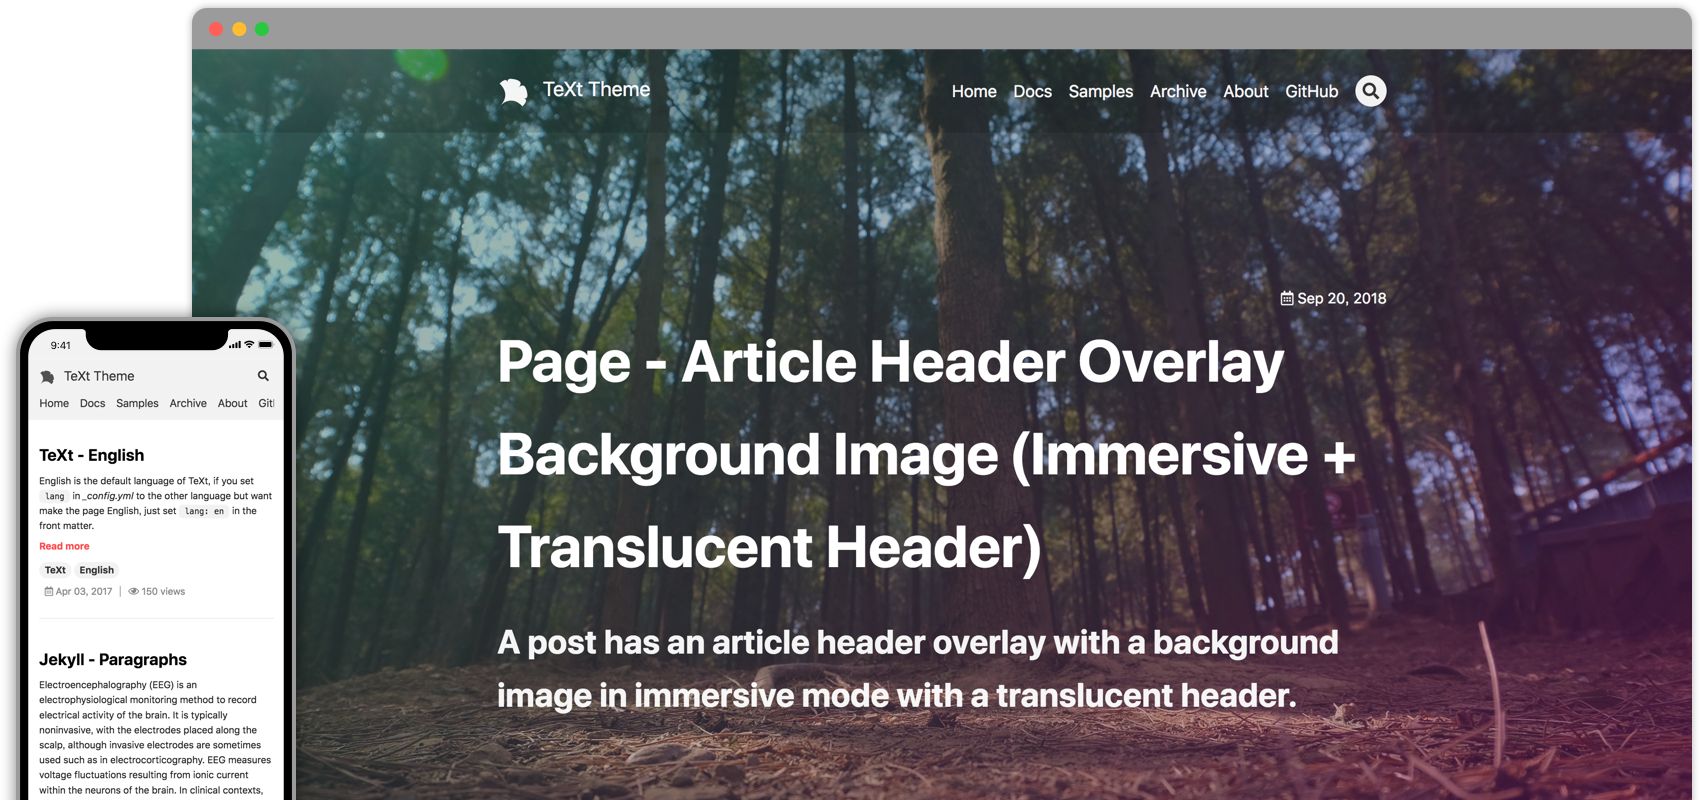 TeXt Theme
Home Docs Samples Archive About GitHub
Sep 20, 2018
Page - Article Header Overlay
Background Image (Immersive +
Translucent Header)
A post has an article header overlay with a background
image in immersive mode with a translucent header.
9:41
TeXt Theme
Home Docs Samples Archive About Git
TeXt - English
English is the default language of TeXt, if you set
lang in _config.yml to the other language but want
make the page English, just set lang: en in the
front matter.
Read more
TeXt English
Apr 03, 2017 | 150 views
Jekyll - Paragraphs
Electroencephalography (EEG) is an
electrophysiological monitoring method to record
electrical activity of the brain. It is typically
noninvasive, with the electrodes placed along the
scalp, although invasive electrodes are sometimes
used such as in electrocorticography. EEG measures
voltage fluctuations resulting from ionic current
within the neurons of the brain. In clinical contexts,